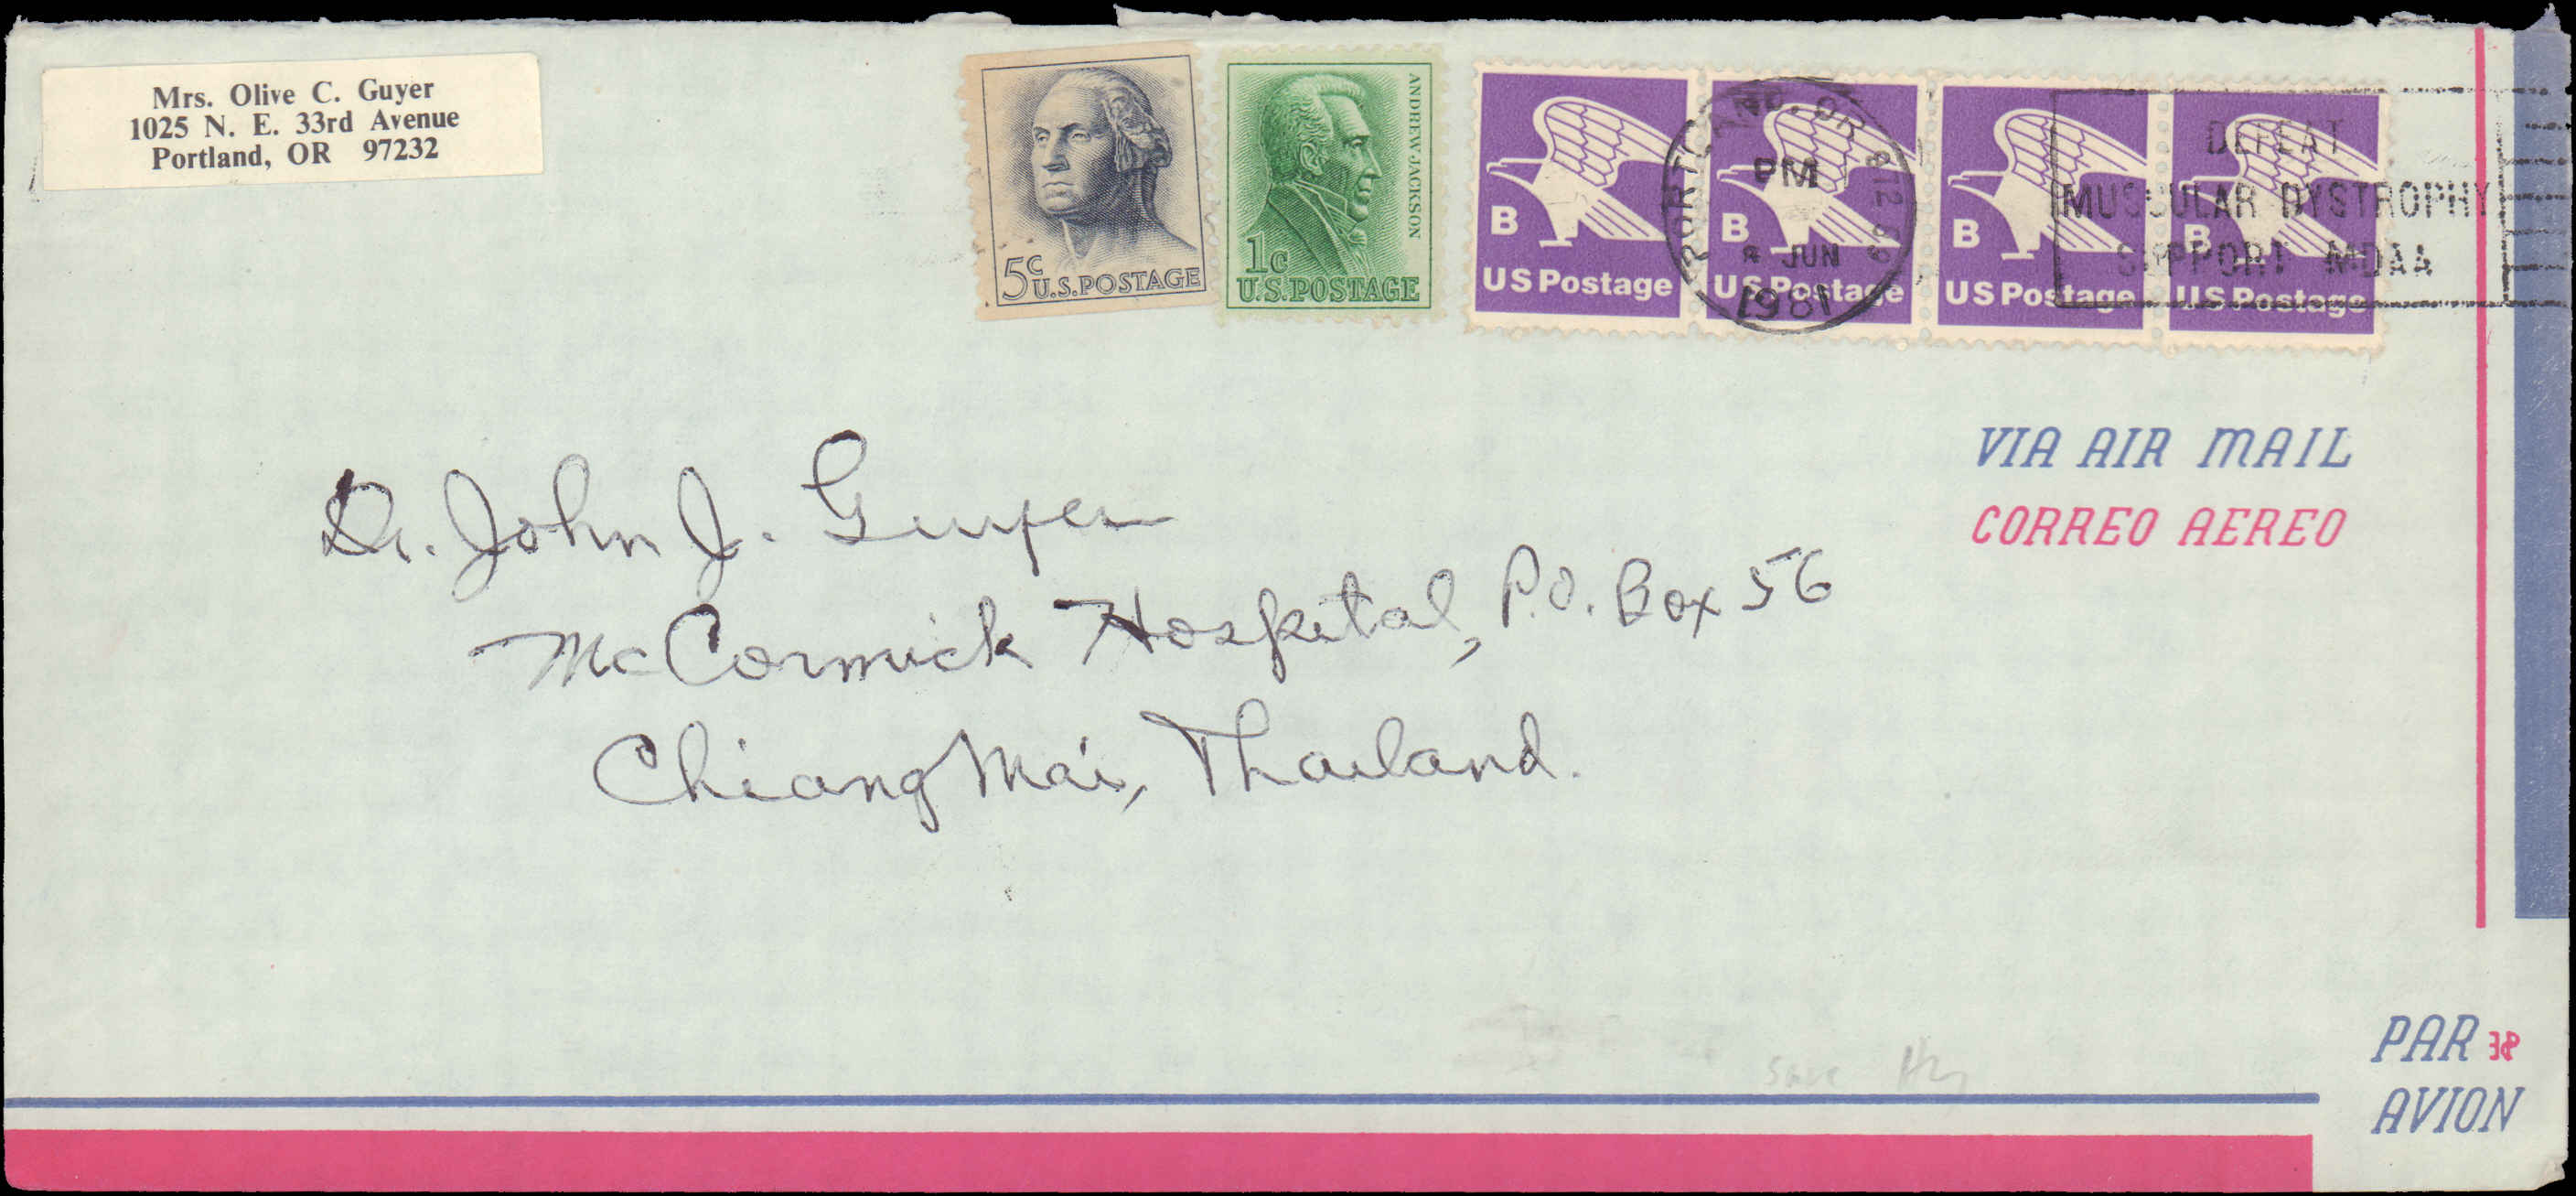 Mrs. Olive C. Guyer
1025 N. E. 33rd Avenue
Portland, OR 97232
5c U.S. POSTAGE
ANDREW JACKSON
1c
U.S. POSTAGE
B
US Postage
B
US Postage
B
US Postage
B
US Postage
PORTLAND, OR
PM
JUN
1981
DEFEAT
MUSCULAR DYSTROPHY
SUPPORT MDAA
VIA AIR MAIL
CORREO AEREO
Dr. John J. Guyer
McCormick Hospital, P.O. Box 56
Chiang Mai, Thailand.
PAR
AVION